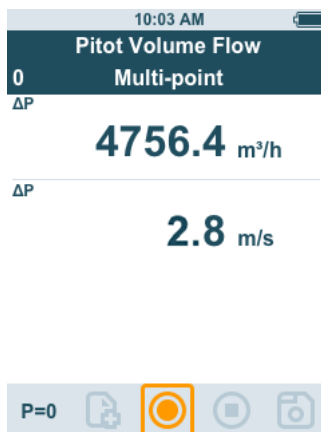 10:03 AM
Pitot Volume Flow
0 Multi-point
ΔP
4756.4 m³/h
ΔP
2.8 m/s
P=0